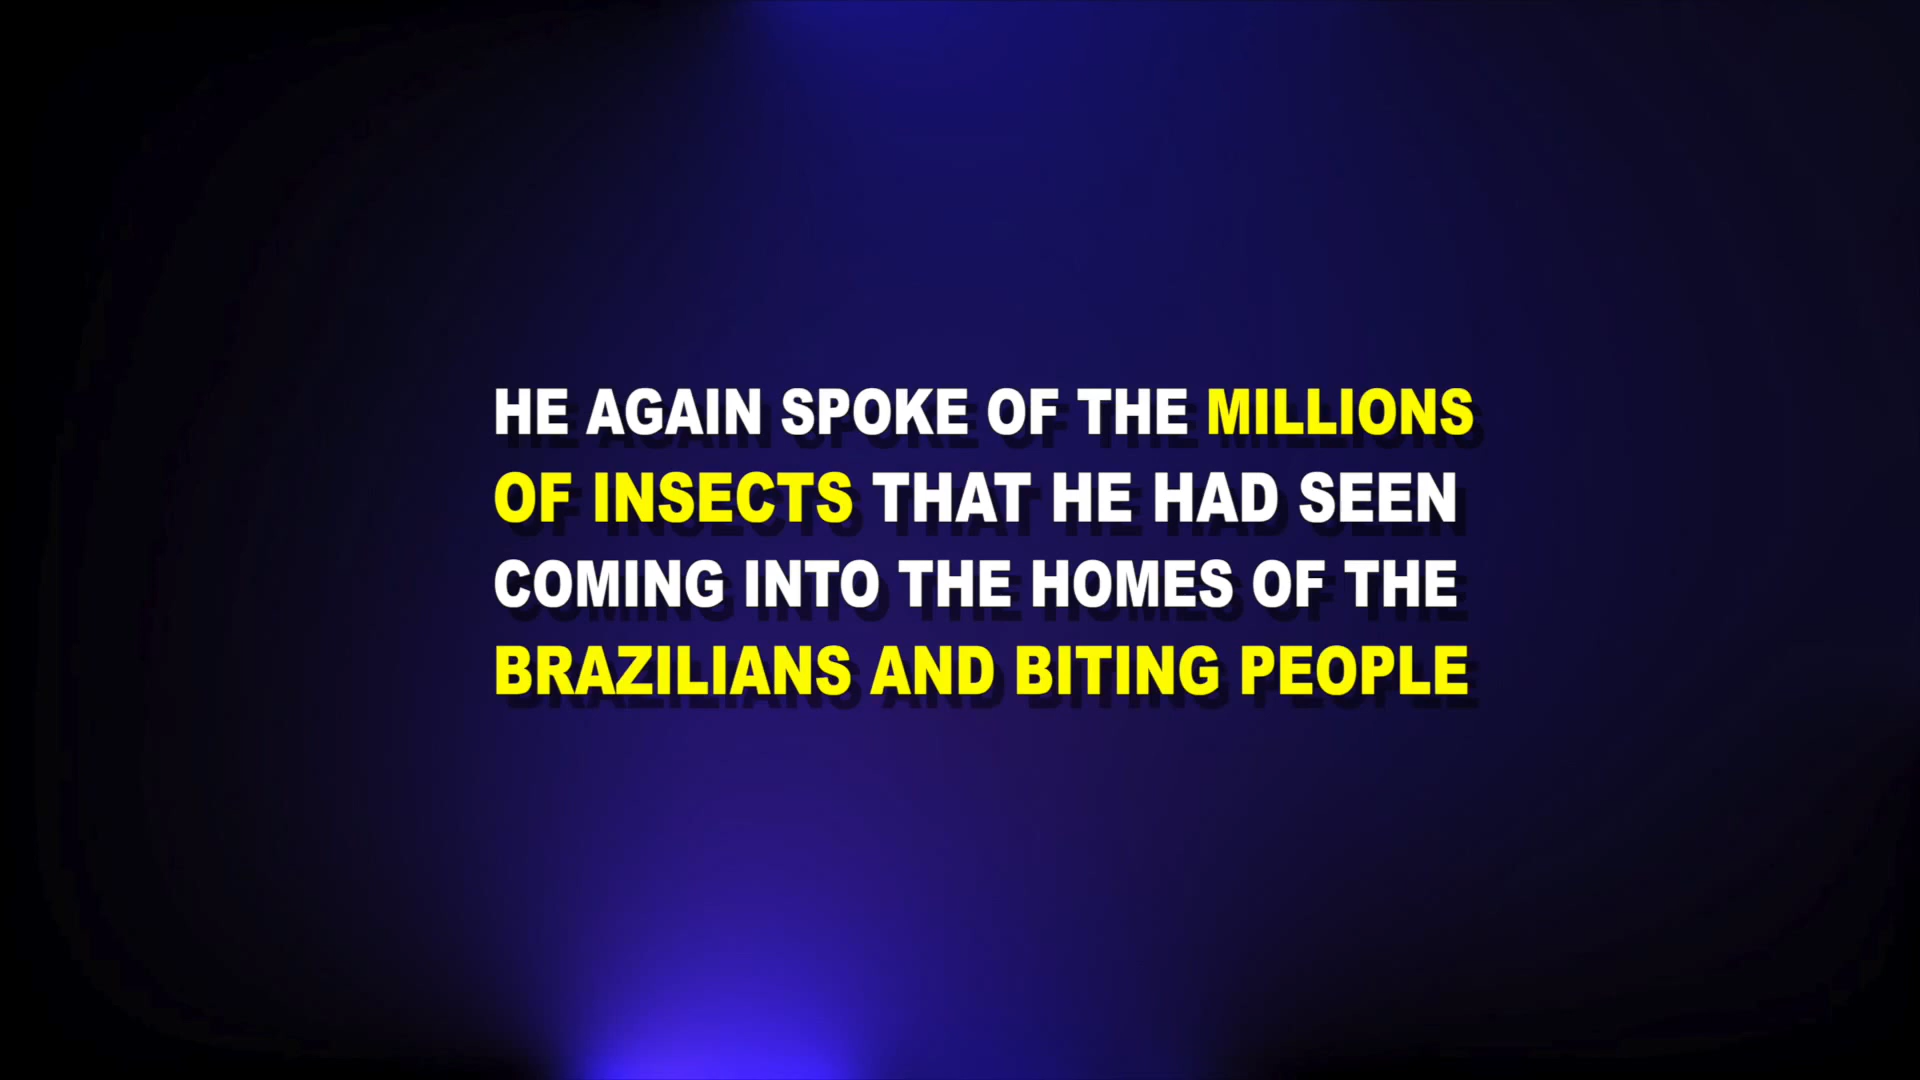 HE AGAIN SPOKE OF THE MILLIONS
OF INSECTS THAT HE HAD SEEN
COMING INTO THE HOMES OF THE
BRAZILIANS AND BITING PEOPLE